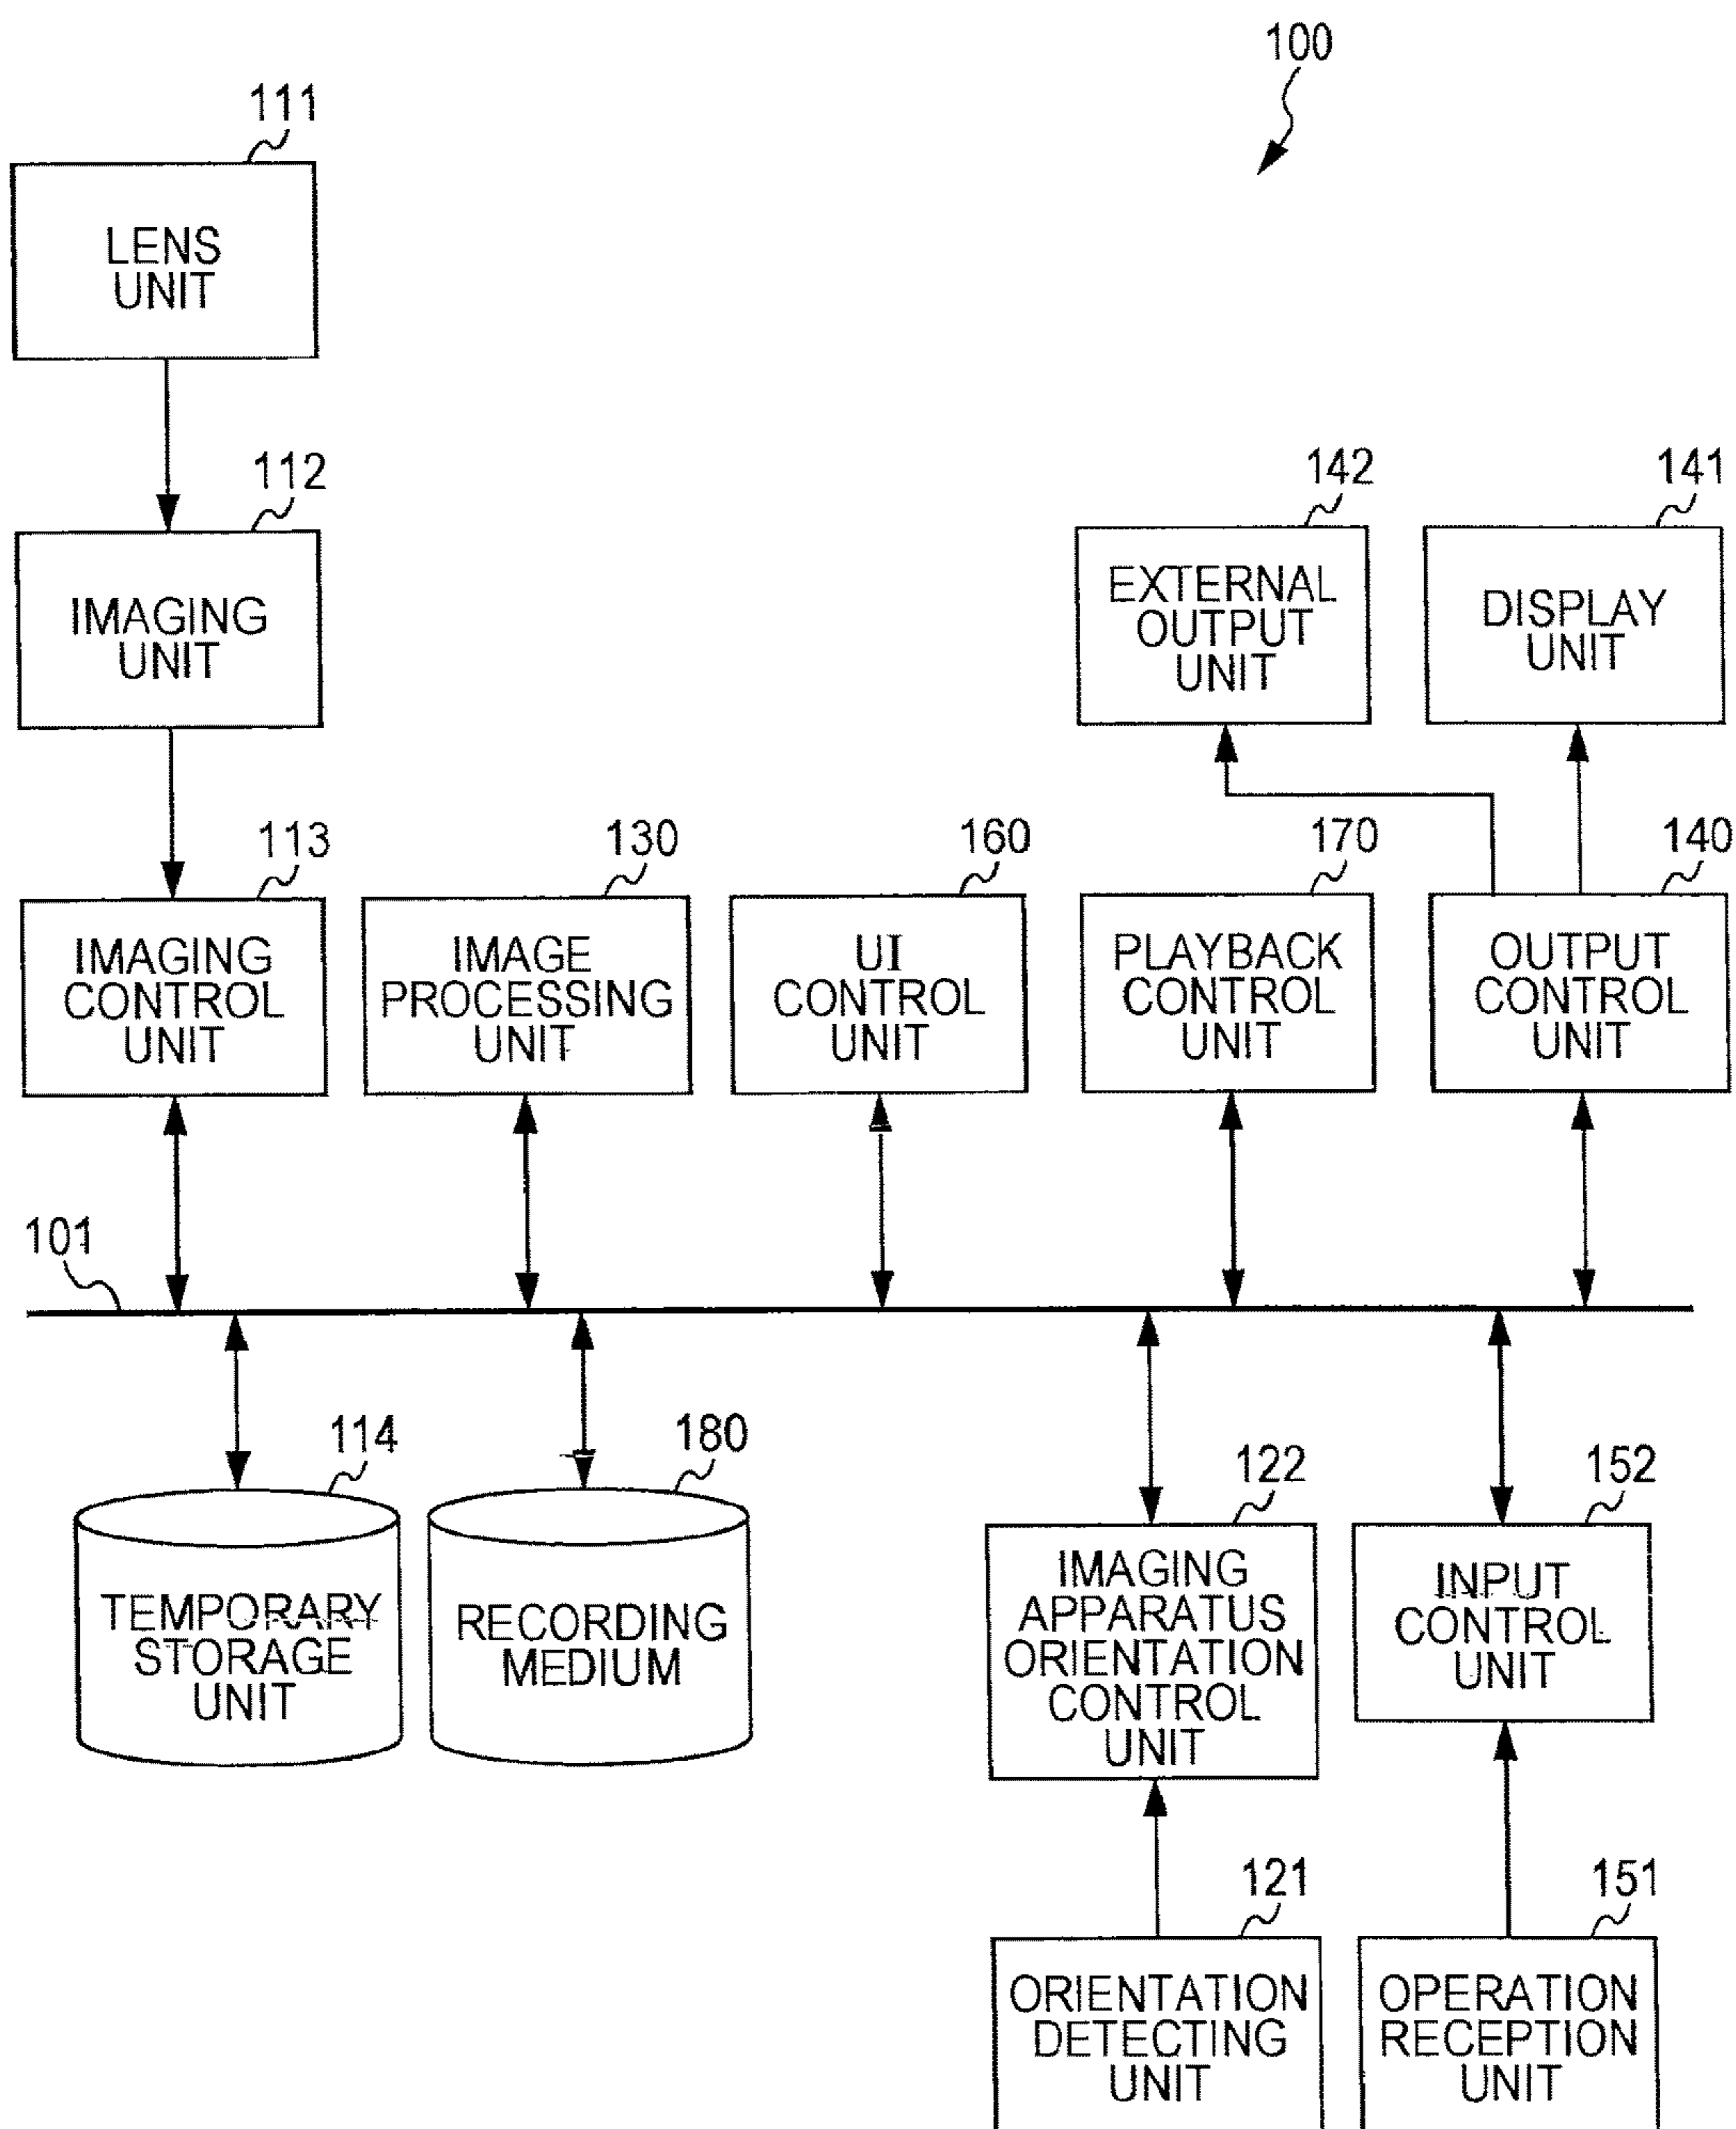 100
111
LENS
UNIT
112
IMAGING
UNIT
142
EXTERNAL
OUTPUT
UNIT
141
DISPLAY
UNIT
113
IMAGING
CONTROL
UNIT
130
IMAGE
PROCESSING
UNIT
160
UI
CONTROL
UNIT
170
PLAYBACK
CONTROL
UNIT
140
OUTPUT
CONTROL
UNIT
101
114
TEMPORARY
STORAGE
UNIT
180
RECORDING
MEDIUM
122
IMAGING
APPARATUS
ORIENTATION
CONTROL
UNIT
152
INPUT
CONTROL
UNIT
121
ORIENTATION
DETECTING
UNIT
151
OPERATION
RECEPTION
UNIT